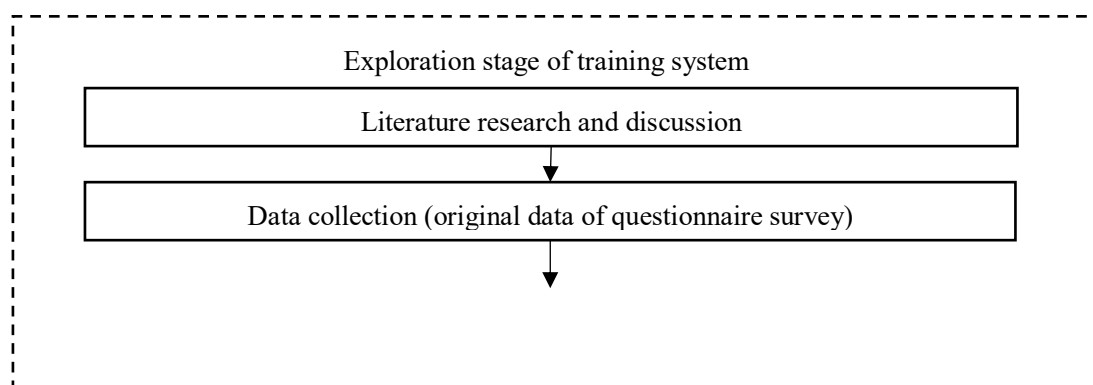 Exploration stage of training system
Literature research and discussion
Data collection (original data of questionnaire survey)